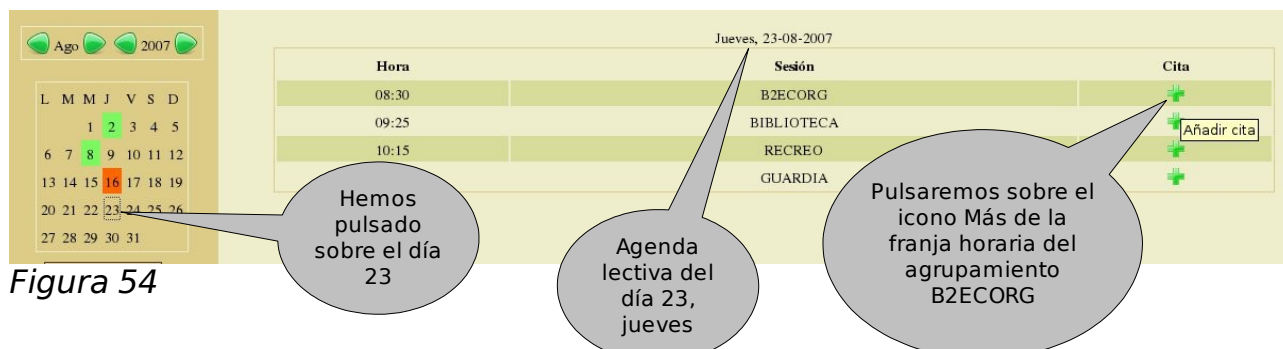 Ago 2007
L M M J V S D
1 2 3 4 5
6 7 8 9 10 11 12
13 14 15 16 17 18 19
20 21 22 23 24 25 26
27 28 29 30 31
Jueves, 23-08-2007
Hora Sesión Cita
08:30 B2ECORG
09:25 BIBLIOTECA
Añadir cita
10:15 RECREO
GUARDIA
Hemos
pulsado
sobre el día
23
Agenda
lectiva del
día 23,
jueves
Pulsaremos sobre el
icono Más de la
franja horaria del
agrupamiento
B2ECORG
Figura 54